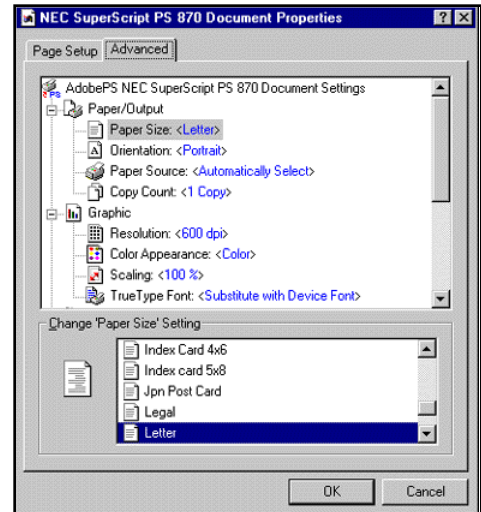 NEC SuperScript PS 870 Document Properties
Page Setup
Advanced
AdobePS NEC SuperScript PS 870 Document Settings
Paper/Output
Paper Size: <Letter>
Orientation: <Portrait>
Paper Source: <Automatically Select>
Copy Count: <1 Copy>
Graphic
Resolution: <600 dpi>
Color Appearance: <Color>
Scaling: <100 %>
TrueType Font: <Substitute with Device Font>
Change 'Paper Size' Setting
Index Card 4x6
Index card 5x8
Jpn Post Card
Legal
Letter
OK
Cancel